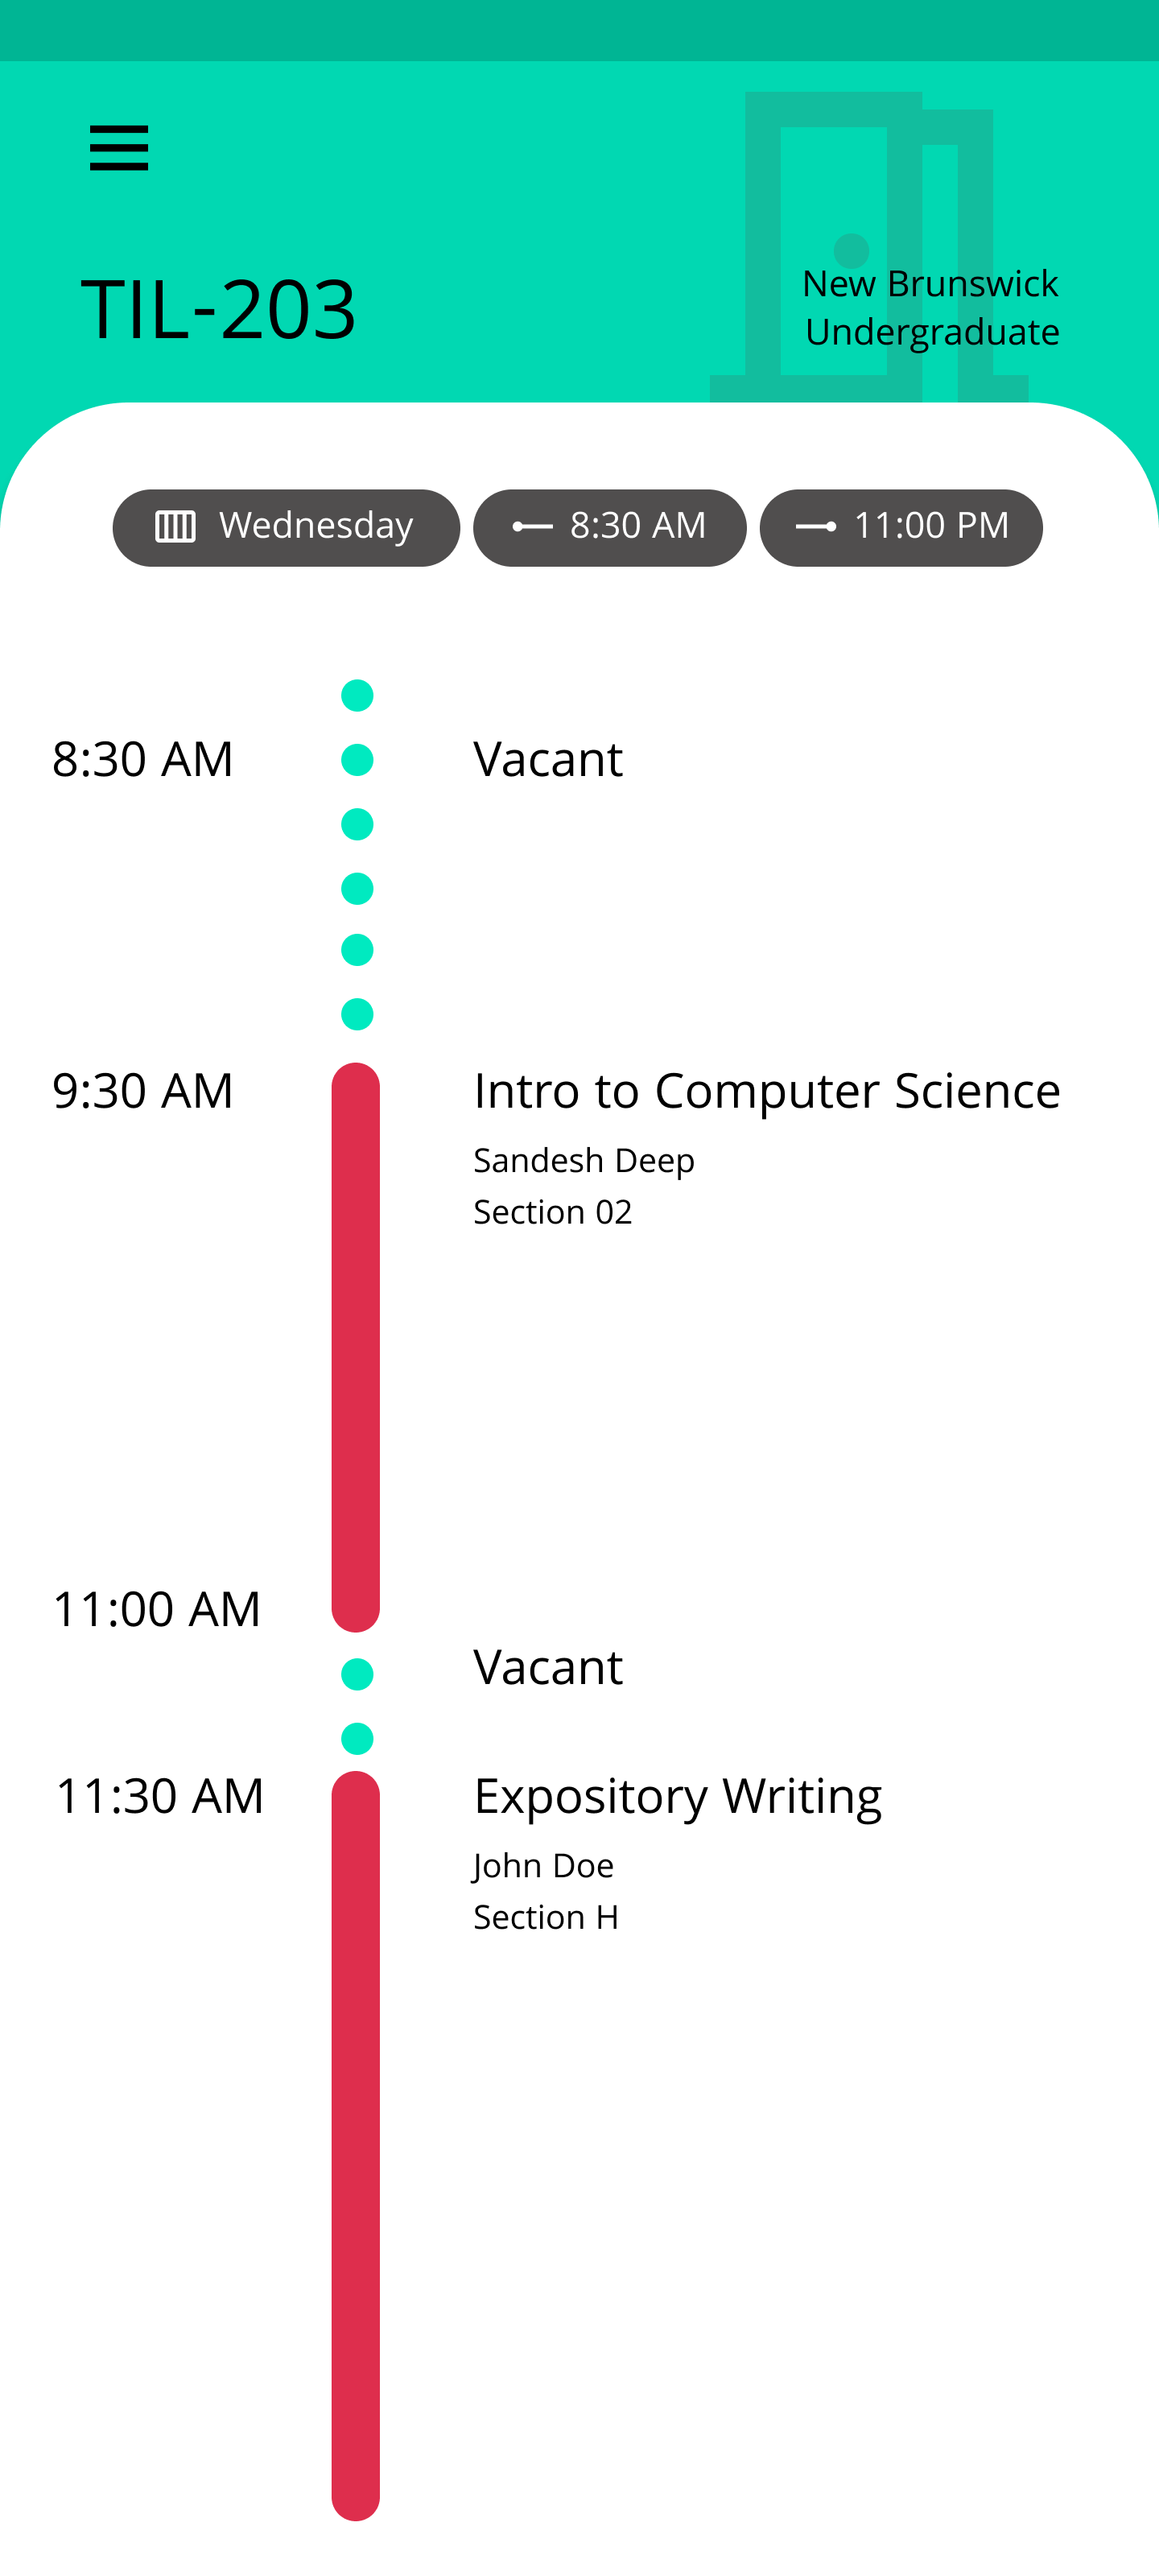 TIL-203
New Brunswick
Undergraduate
Wednesday
8:30 AM
11:00 PM
8:30 AM
Vacant
9:30 AM
Intro to Computer Science
Sandesh Deep
Section 02
11:00 AM
Vacant
11:30 AM
Expository Writing
John Doe
Section H